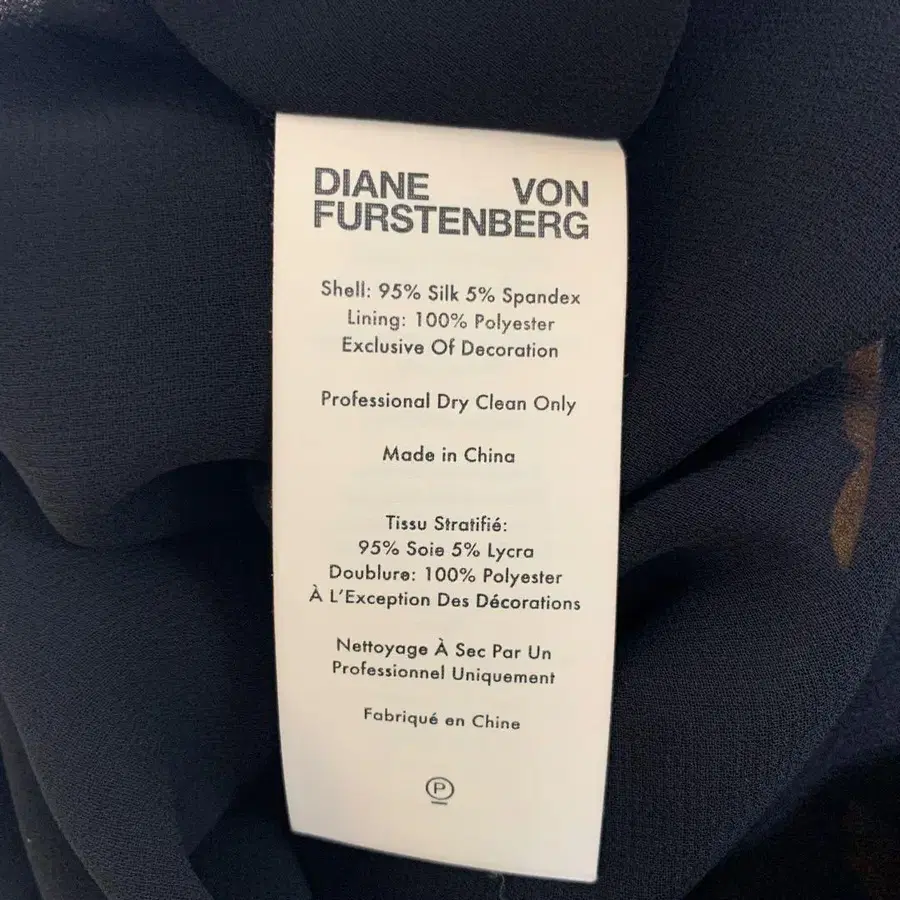 DIANE VON
FURSTENBERG
Shell: 95% Silk 5% Spandex
Lining: 100% Polyester
Exclusive Of Decoration
Professional Dry Clean Only
Made in China
Tissu Stratifié:
95% Soie 5% Lycra
Doublure: 100% Polyester
À L'Exception Des Décorations
Nettoyage À Sec Par Un
Professionnel Uniquement
Fabriqué en Chine
P